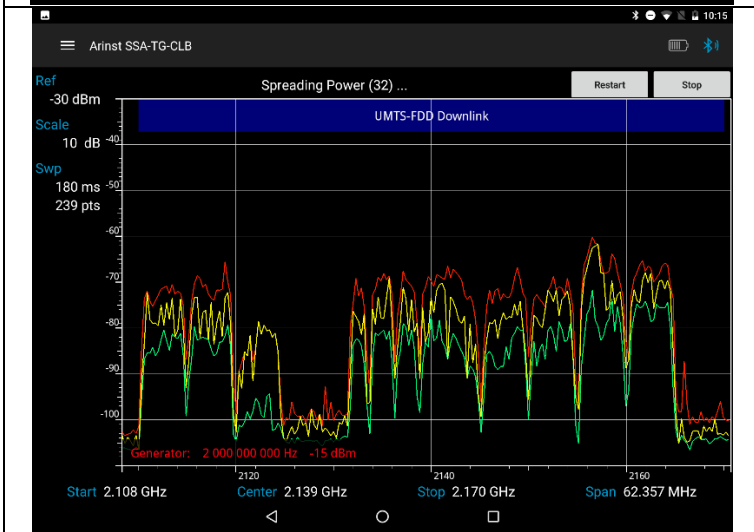 10:15
Arinst SSA-TG-CLB
Ref
-30 dBm
Spreading Power (32) ...
Restart
Stop
UMTS-FDD Downlink
Scale
10 dB
-40
Swp
180 ms
-50
239 pts
-60
-70
-80
-90
-100
Generator: 2 000 000 000 Hz -15 dBm
2120
2140
2160
Start 2.108 GHz
Center 2.139 GHz
Stop 2.170 GHz
Span 62.357 MHz